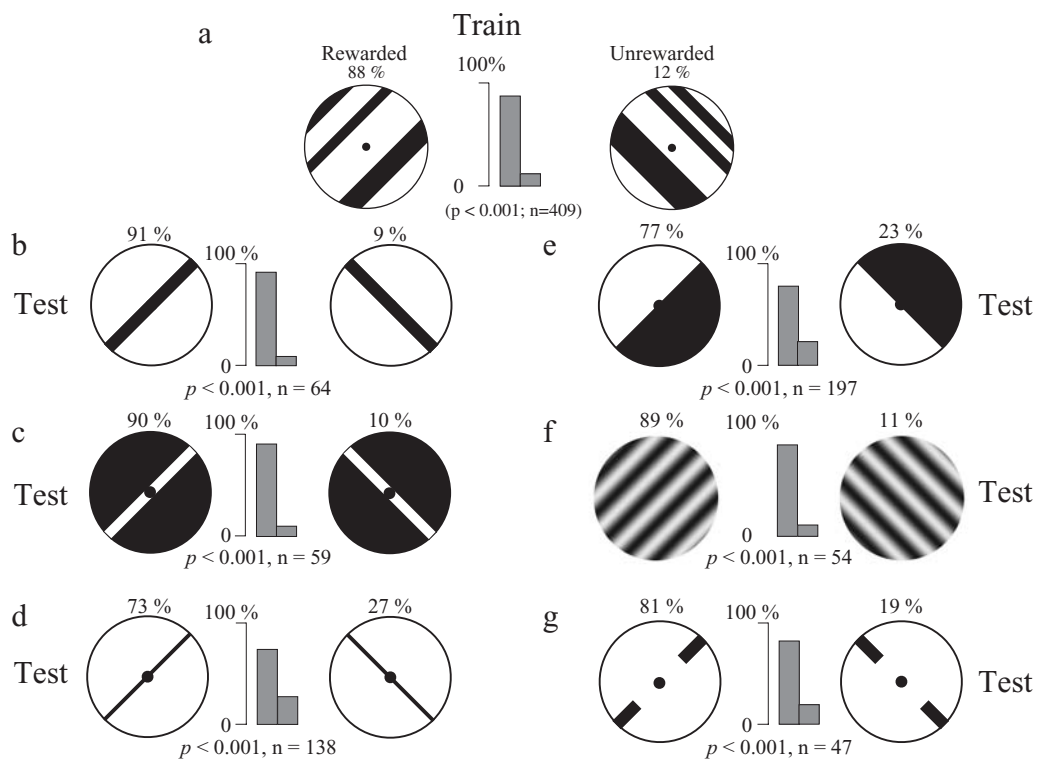 a
Train
Rewarded
88 %
100%
0
(p < 0.001; n=409)
Unrewarded
12 %
b
Test
91 %
100 %
0
9 %
p < 0.001, n = 64
c
Test
90 %
100 %
0
10 %
p < 0.001, n = 59
d
Test
73 %
100 %
0
27 %
p < 0.001, n = 138
e
77 %
100 %
0
23 %
Test
p < 0.001, n = 197
f
89 %
100 %
0
11 %
Test
p < 0.001, n = 54
g
81 %
100 %
0
19 %
Test
p < 0.001, n = 47